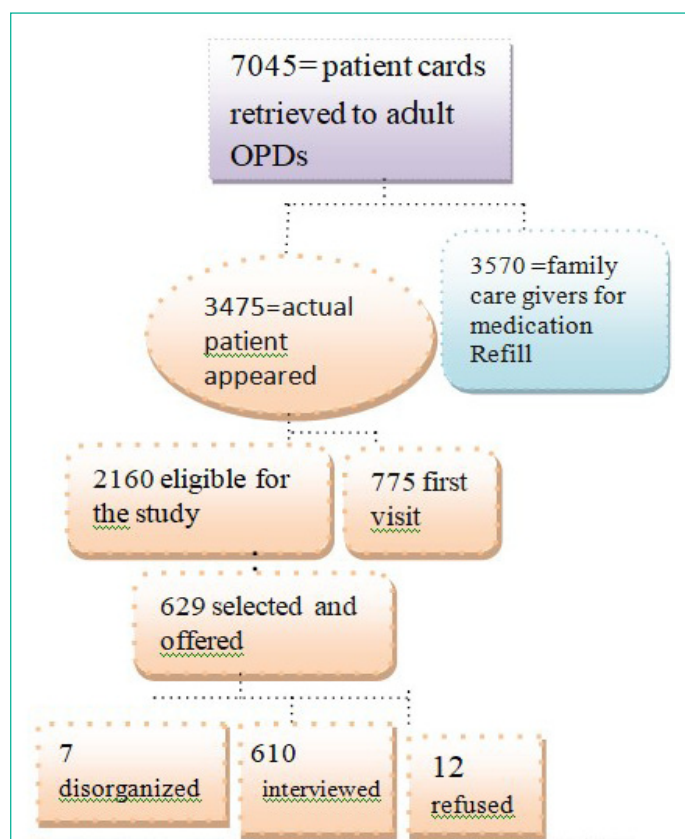 7045= patient cards
retrieved to adult
OPDs
3475=actual
patient
appeared
3570 =family
care givers for
medication
Refill
2160 eligible for
the study
775 first
visit
629 selected and
offered
7
disorganized
610
interviewed
12
refused